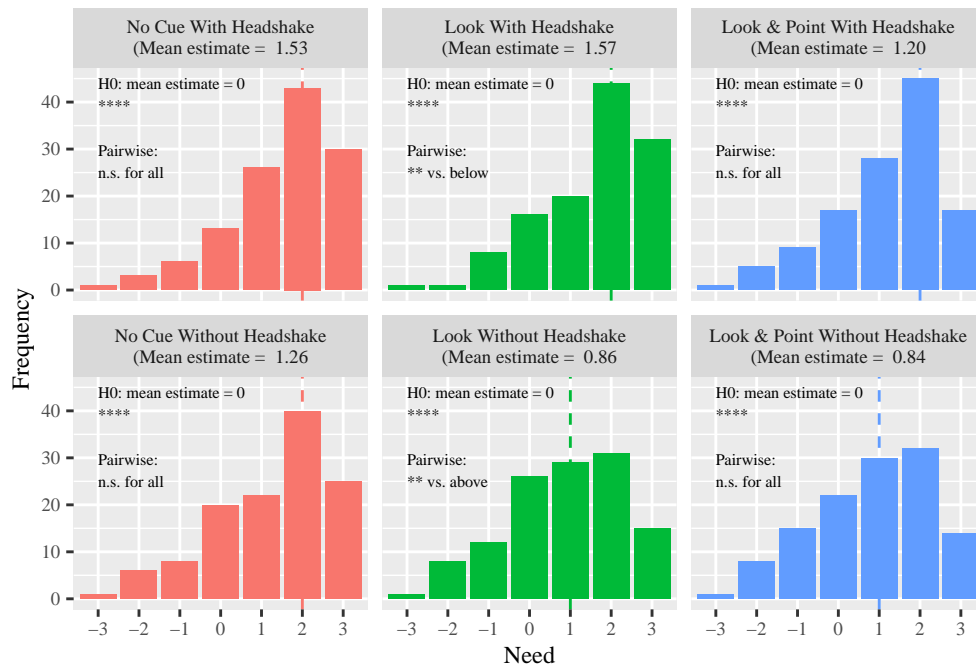 No Cue With Headshake
(Mean estimate = 1.53
Look With Headshake
(Mean estimate = 1.57
Look & Point With Headshake
(Mean estimate = 1.20
H0: mean estimate = 0
****
Pairwise:
n.s. for all
H0: mean estimate = 0
****
Pairwise:
** vs. below
H0: mean estimate = 0
****
Pairwise:
n.s. for all
40
30
20
10
0
No Cue Without Headshake
(Mean estimate = 1.26
Look Without Headshake
(Mean estimate = 0.86
Look & Point Without Headshake
(Mean estimate = 0.84
H0: mean estimate = 0
****
Pairwise:
n.s. for all
H0: mean estimate = 0
****
Pairwise:
** vs. above
H0: mean estimate = 0
****
Pairwise:
n.s. for all
40
30
20
10
0
Frequency
−3 −2 −1 0 1 2 3
−3 −2 −1 0 1 2 3
−3 −2 −1 0 1 2 3
Need